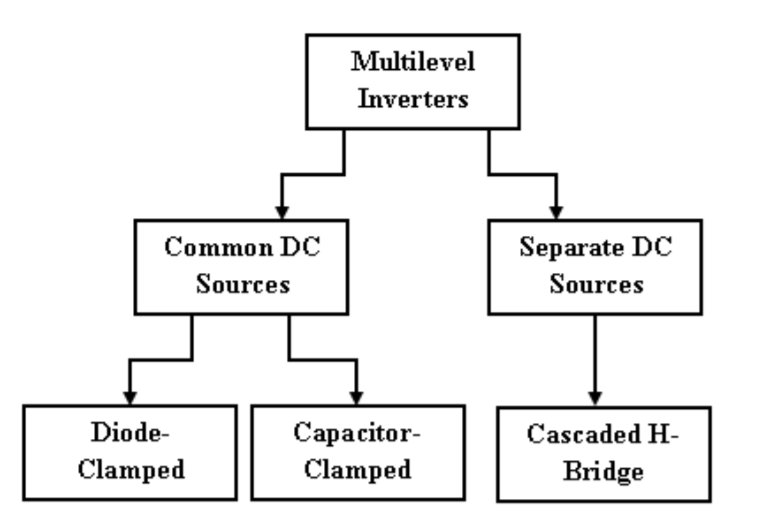 Multilevel
Inverters
Common DC
Sources
Separate DC
Sources
Diode-
Clamped
Capacitor-
Clamped
Cascaded H-
Bridge